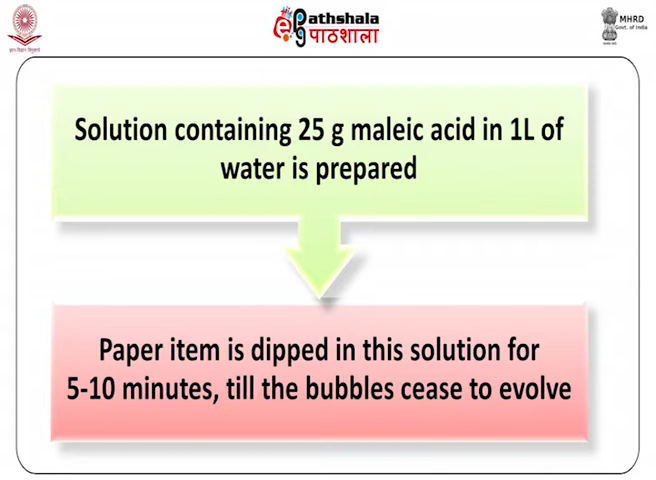 Pathshala
पाठशाला
MHRD
Govt. of India
Solution containing 25 g maleic acid in 1L of
water is prepared
Paper item is dipped in this solution for
5-10 minutes, till the bubbles cease to evolve